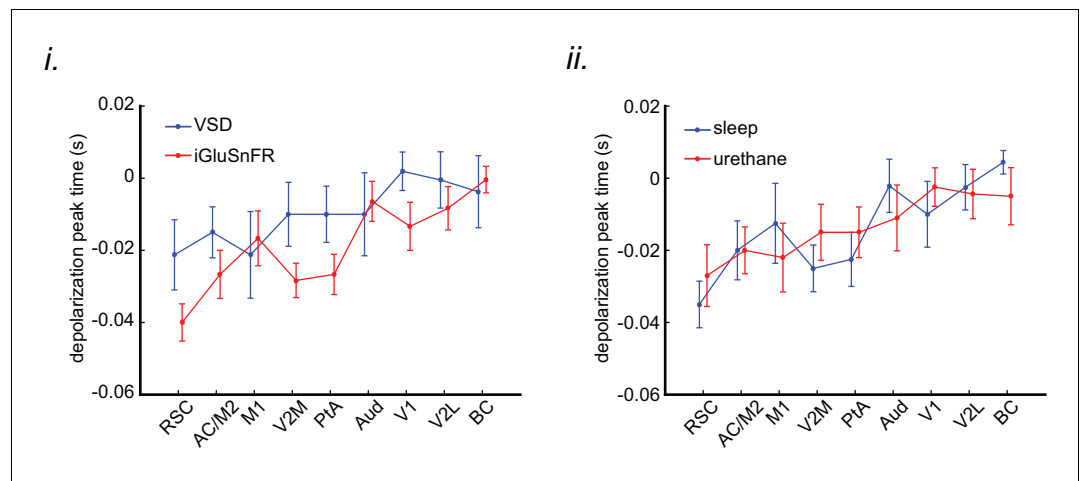 i.
depolarization peak time (s)
0.02
0
-0.02
-0.04
-0.06
VSD
iGluSnFR
RSC
AC/M2
M1
V2M
PtA
Aud
V1
V2L
BC
ii.
depolarization peak time (s)
0.02
0
-0.02
-0.04
-0.06
sleep
urethane
RSC
AC/M2
M1
V2M
PtA
Aud
V1
V2L
BC